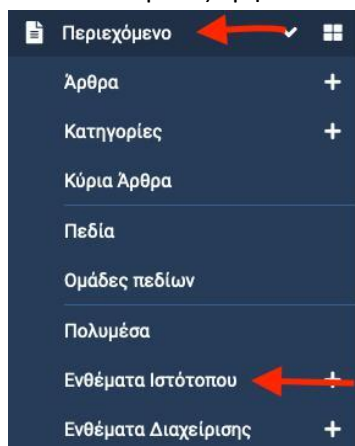 Περιεχόμενο
Άρθρα
Κατηγορίες
Κύρια Άρθρα
Πεδία
Ομάδες πεδίων
Πολυμέσα
Ενθέματα Ιστότοπου
Ενθέματα Διαχείρισης